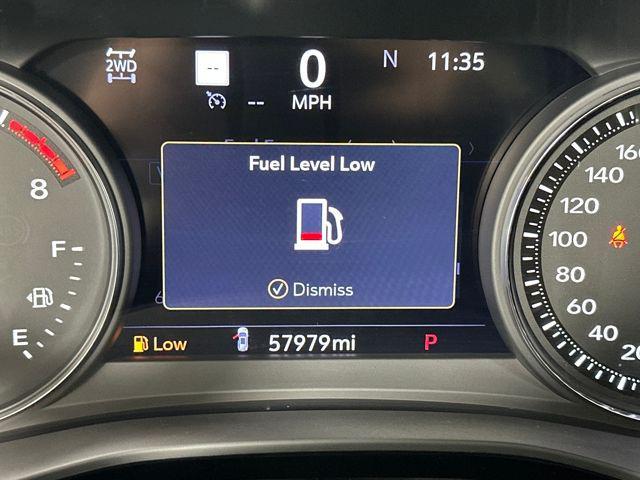 2WD -- 0 N 11:35
-- MPH
Fuel Level Low
Dismiss
Low 57979mi P
8
F
E
160
140
120
100
80
60
40
20